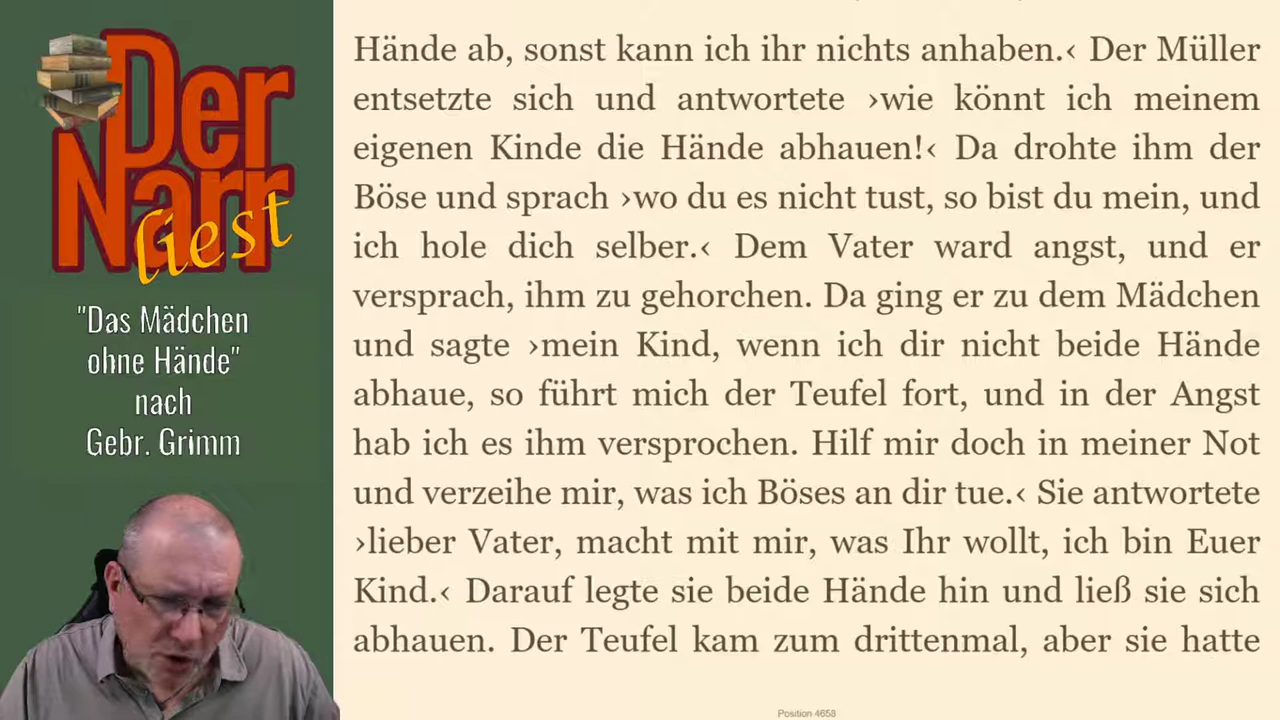 Der
Narr
liest
"Das Mädchen
ohne Hände"
nach
Gebr. Grimm
Hände ab, sonst kann ich ihr nichts anhaben.‹ Der Müller
entsetzte sich und antwortete ›wie könnt ich meinem
eigenen Kinde die Hände abhauen!‹ Da drohte ihm der
Böse und sprach ›wo du es nicht tust, so bist du mein, und
ich hole dich selber.‹ Dem Vater ward angst, und er
versprach, ihm zu gehorchen. Da ging er zu dem Mädchen
und sagte ›mein Kind, wenn ich dir nicht beide Hände
abhaue, so führt mich der Teufel fort, und in der Angst
hab ich es ihm versprochen. Hilf mir doch in meiner Not
und verzeihe mir, was ich Böses an dir tue.‹ Sie antwortete
›lieber Vater, macht mit mir, was Ihr wollt, ich bin Euer
Kind.‹ Darauf legte sie beide Hände hin und ließ sie sich
abhauen. Der Teufel kam zum drittenmal, aber sie hatte
Position 4658